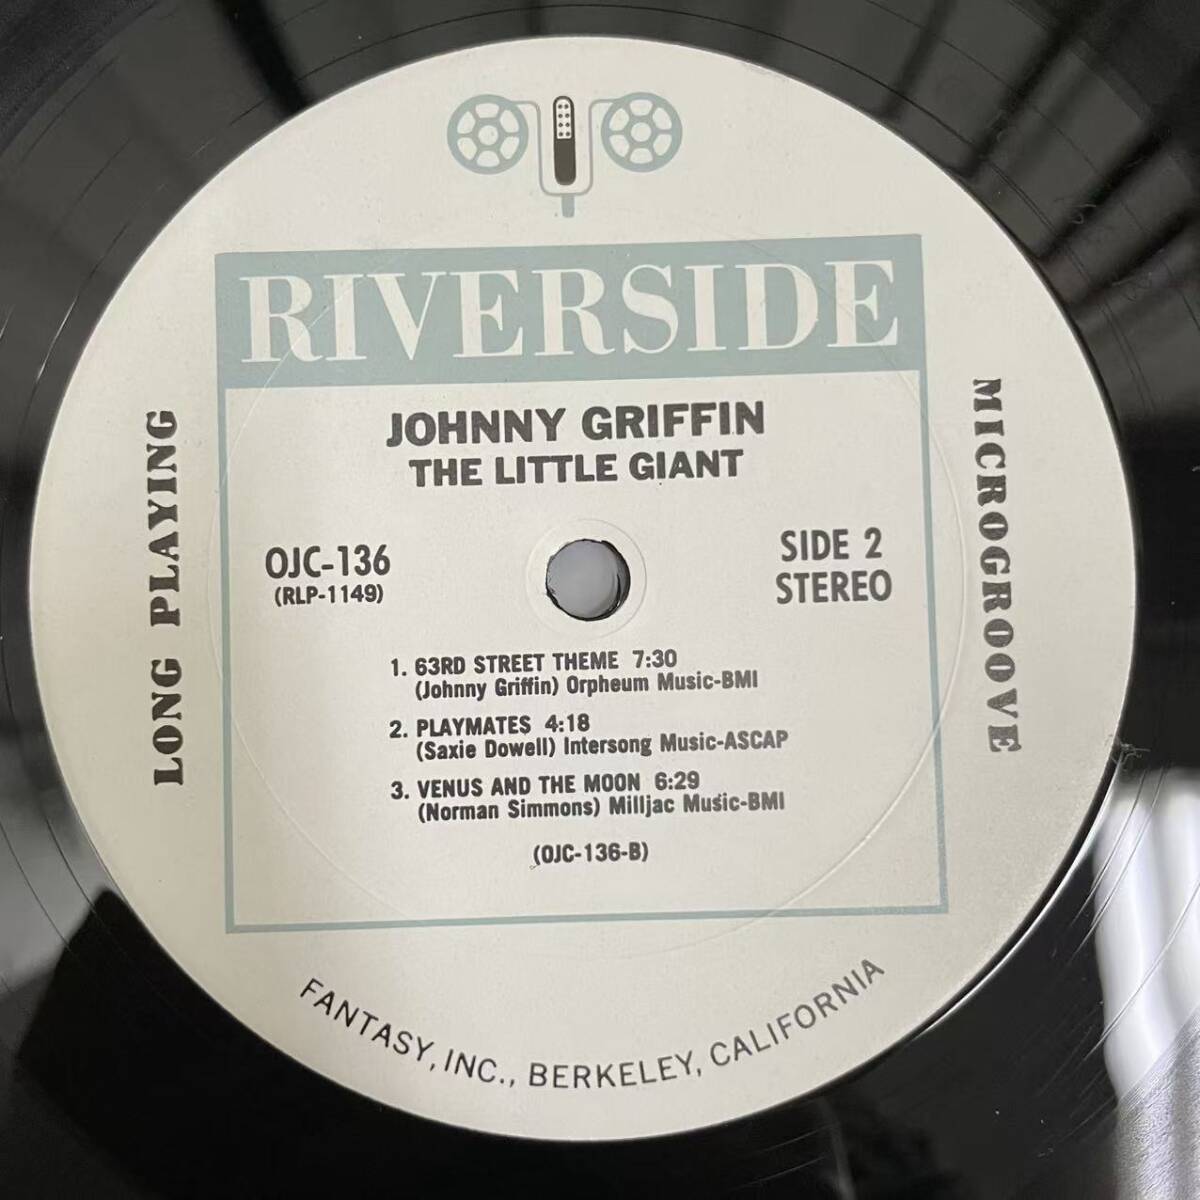 RIVERSIDE
JOHNNY GRIFFIN
THE LITTLE GIANT
LONG PLAYING
MICROGROOVE
OJC-136
(RLP-1149)
SIDE 2
STEREO
1. 63RD STREET THEME 7:30
(Johnny Griffin) Orpheum Music-BMI
2. PLAYMATES 4:18
(Saxie Dowell) Intersong Music-ASCAP
3. VENUS AND THE MOON 6:29
(Norman Simmons) Milljac Music-BMI
(OJC-136-B)
FANTASY, INC., BERKELEY, CALIFORNIA